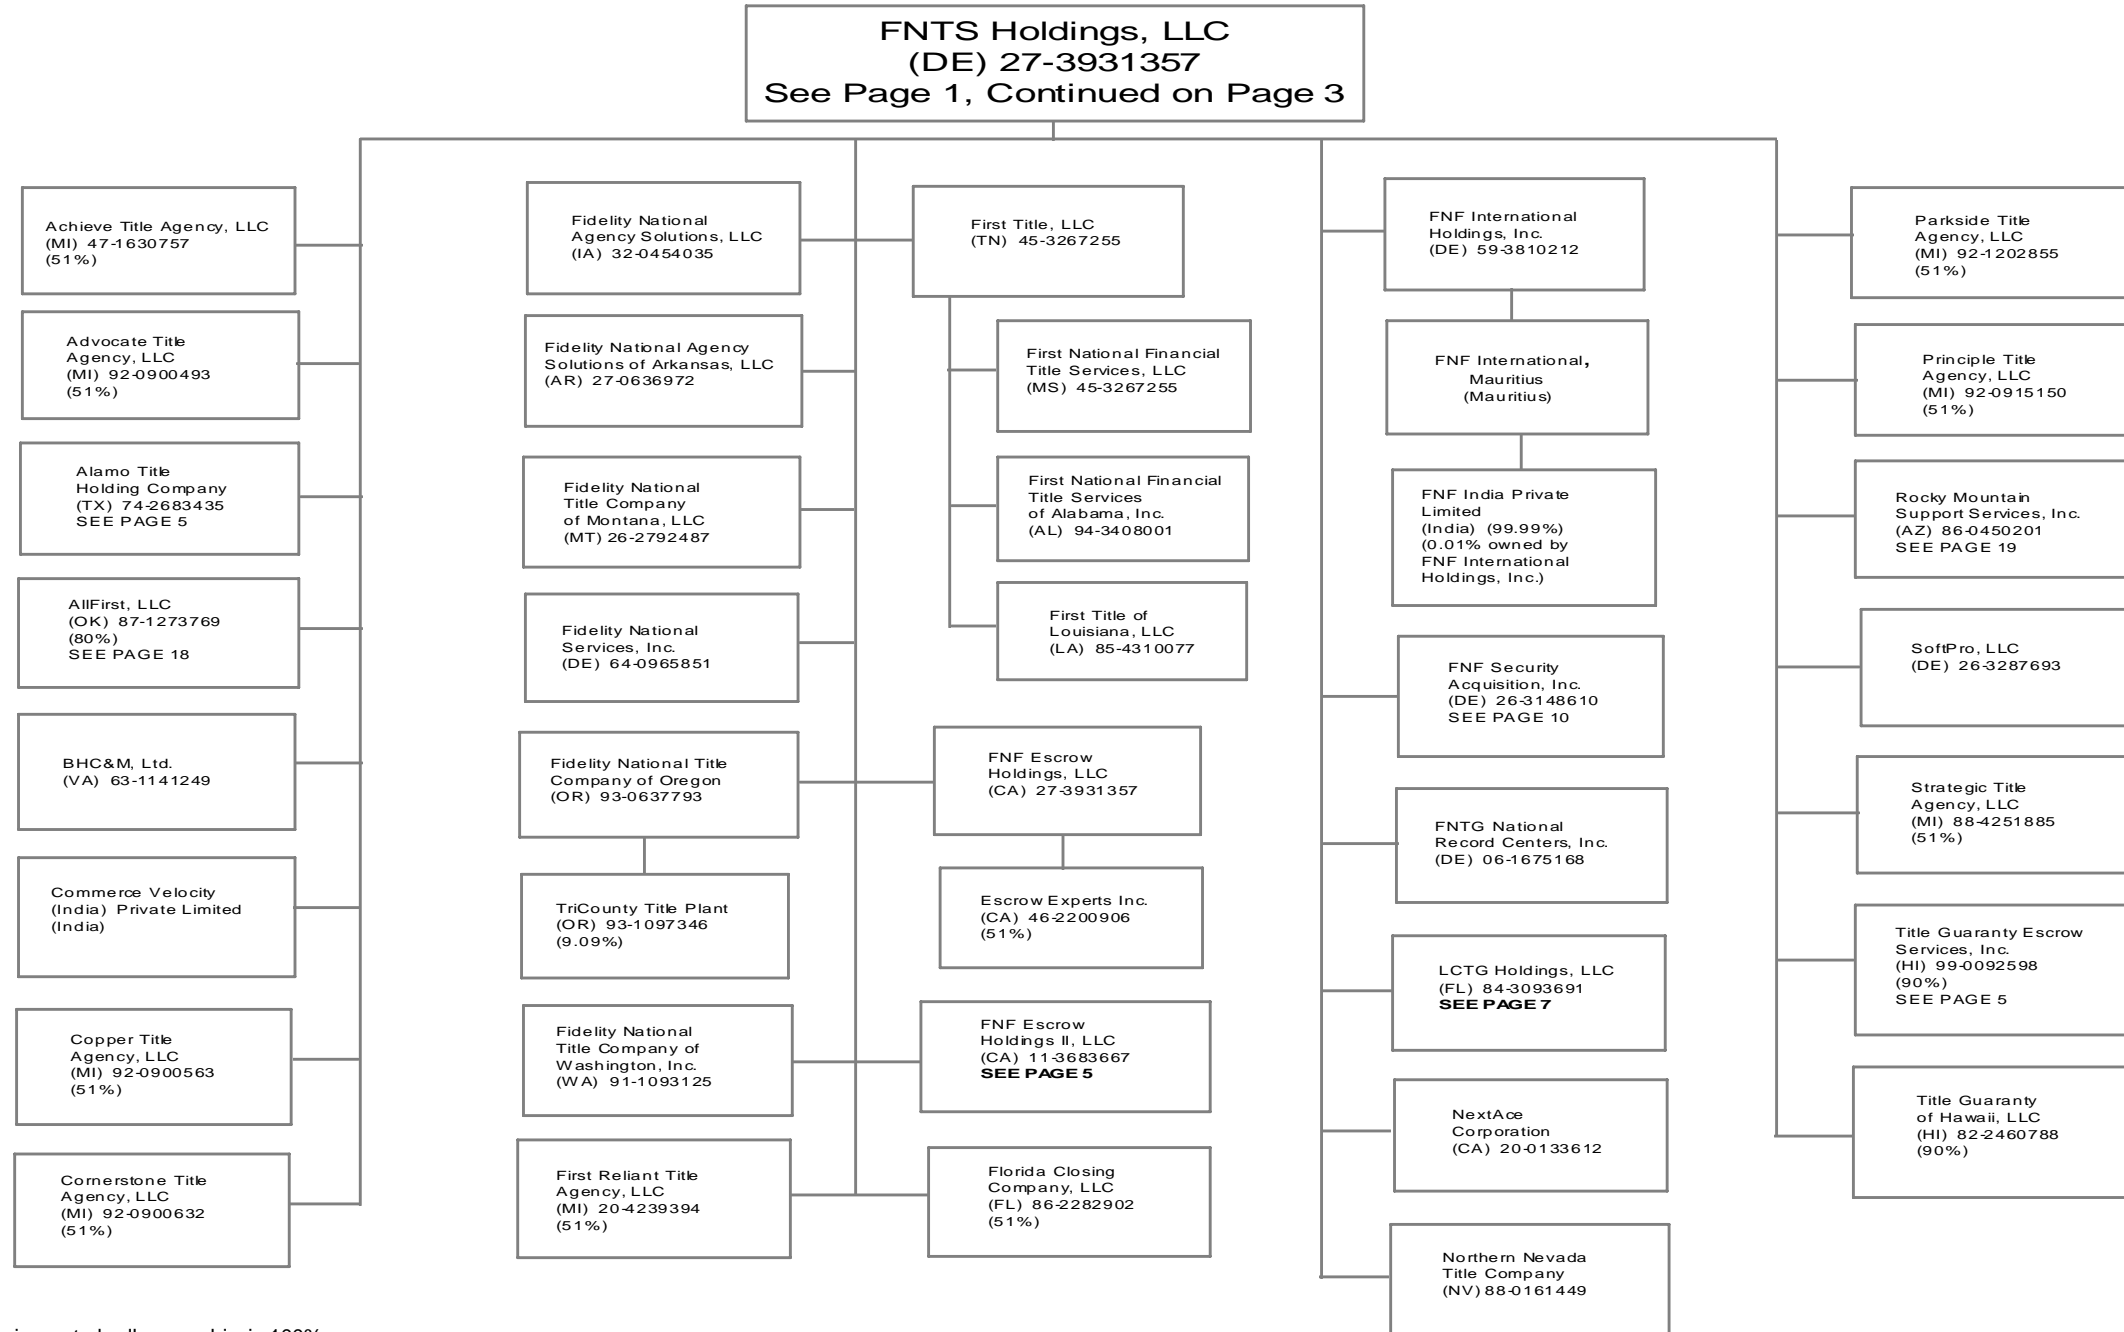 FNTS Holdings, LLC
(DE) 27-3931357
See Page 1, Continued on Page 3
Achieve Title Agency, LLC
(MI) 47-1630757
(51%)
Advocate Title
Agency, LLC
(MI) 92-0900493
(51%)
Alamo Title
Holding Company
(TX) 74-2683435
SEE PAGE 5
AllFirst, LLC
(OK) 87-1273769
(80%)
SEE PAGE 18
BHC&M, Ltd.
(VA) 63-1141249
Commerce Velocity
(India) Private Limited
(India)
Copper Title
Agency, LLC
(MI) 92-0900563
(51%)
Cornerstone Title
Agency, LLC
(MI) 92-0900632
(51%)
Fidelity National
Agency Solutions, LLC
(IA) 32-0454035
Fidelity National Agency
Solutions of Arkansas, LLC
(AR) 27-0636972
Fidelity National
Title Company
of Montana, LLC
(MT) 26-2792487
Fidelity National
Services, Inc.
(DE) 64-0965851
Fidelity National Title
Company of Oregon
(OR) 93-0637793
TriCounty Title Plant
(OR) 93-1097346
(9.09%)
Fidelity National
Title Company of
Washington, Inc.
(WA) 91-1093125
First Reliant Title
Agency, LLC
(MI) 20-4239394
(51%)
First Title, LLC
(TN) 45-3267255
First National Financial
Title Services, LLC
(MS) 45-3267255
First National Financial
Title Services
of Alabama, Inc.
(AL) 94-3408001
First Title of
Louisiana, LLC
(LA) 85-4310077
FNF Escrow
Holdings, LLC
(CA) 27-3931357
Escrow Experts Inc.
(CA) 46-2200906
(51%)
FNF Escrow
Holdings II, LLC
(CA) 11-3683667
SEE PAGE 5
Florida Closing
Company, LLC
(FL) 86-2282902
(51%)
FNF International
Holdings, Inc.
(DE) 59-3810212
FNF International,
Mauritius
(Mauritius)
FNF India Private
Limited
(India) (99.99%)
(0.01% owned by
FNF International
Holdings, Inc.)
FNF Security
Acquisition, Inc.
(DE) 26-3148610
SEE PAGE 10
FNTG National
Record Centers, Inc.
(DE) 06-1675168
LCTG Holdings, LLC
(FL) 84-3093691
SEE PAGE 7
NextAce
Corporation
(CA) 20-0133612
Northern Nevada
Title Company
(NV) 88-0161449
Parkside Title
Agency, LLC
(MI) 92-1202855
(51%)
Principle Title
Agency, LLC
(MI) 92-0915150
(51%)
Rocky Mountain
Support Services, Inc.
(AZ) 86-0450201
SEE PAGE 19
SoftPro, LLC
(DE) 26-3287693
Strategic Title
Agency, LLC
(MI) 88-4251885
(51%)
Title Guaranty Escrow
Services, Inc.
(HI) 99-0092598
(90%)
SEE PAGE 5
Title Guaranty
of Hawaii, LLC
(HI) 82-2460788
(90%)